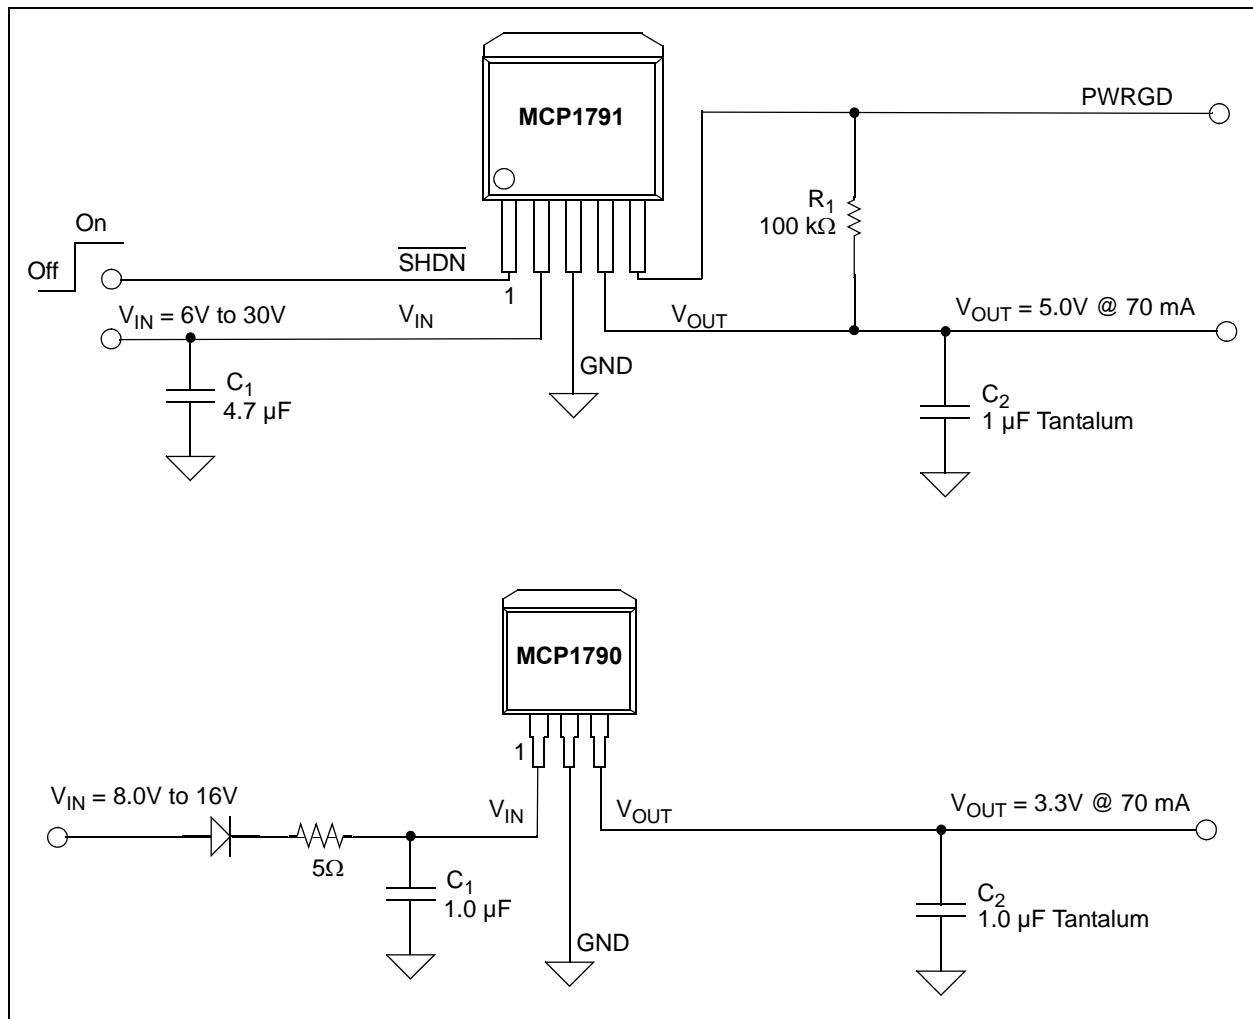 MCP1791
PWRGD
R1
100 kΩ
On
Off
SHDN
1
VIN = 6V to 30V
VIN
VOUT
VOUT = 5.0V @ 70 mA
GND
C1
4.7 µF
C2
1 µF Tantalum
MCP1790
1
VIN = 8.0V to 16V
VIN
VOUT
VOUT = 3.3V @ 70 mA
5Ω
C1
1.0 µF
GND
C2
1.0 µF Tantalum